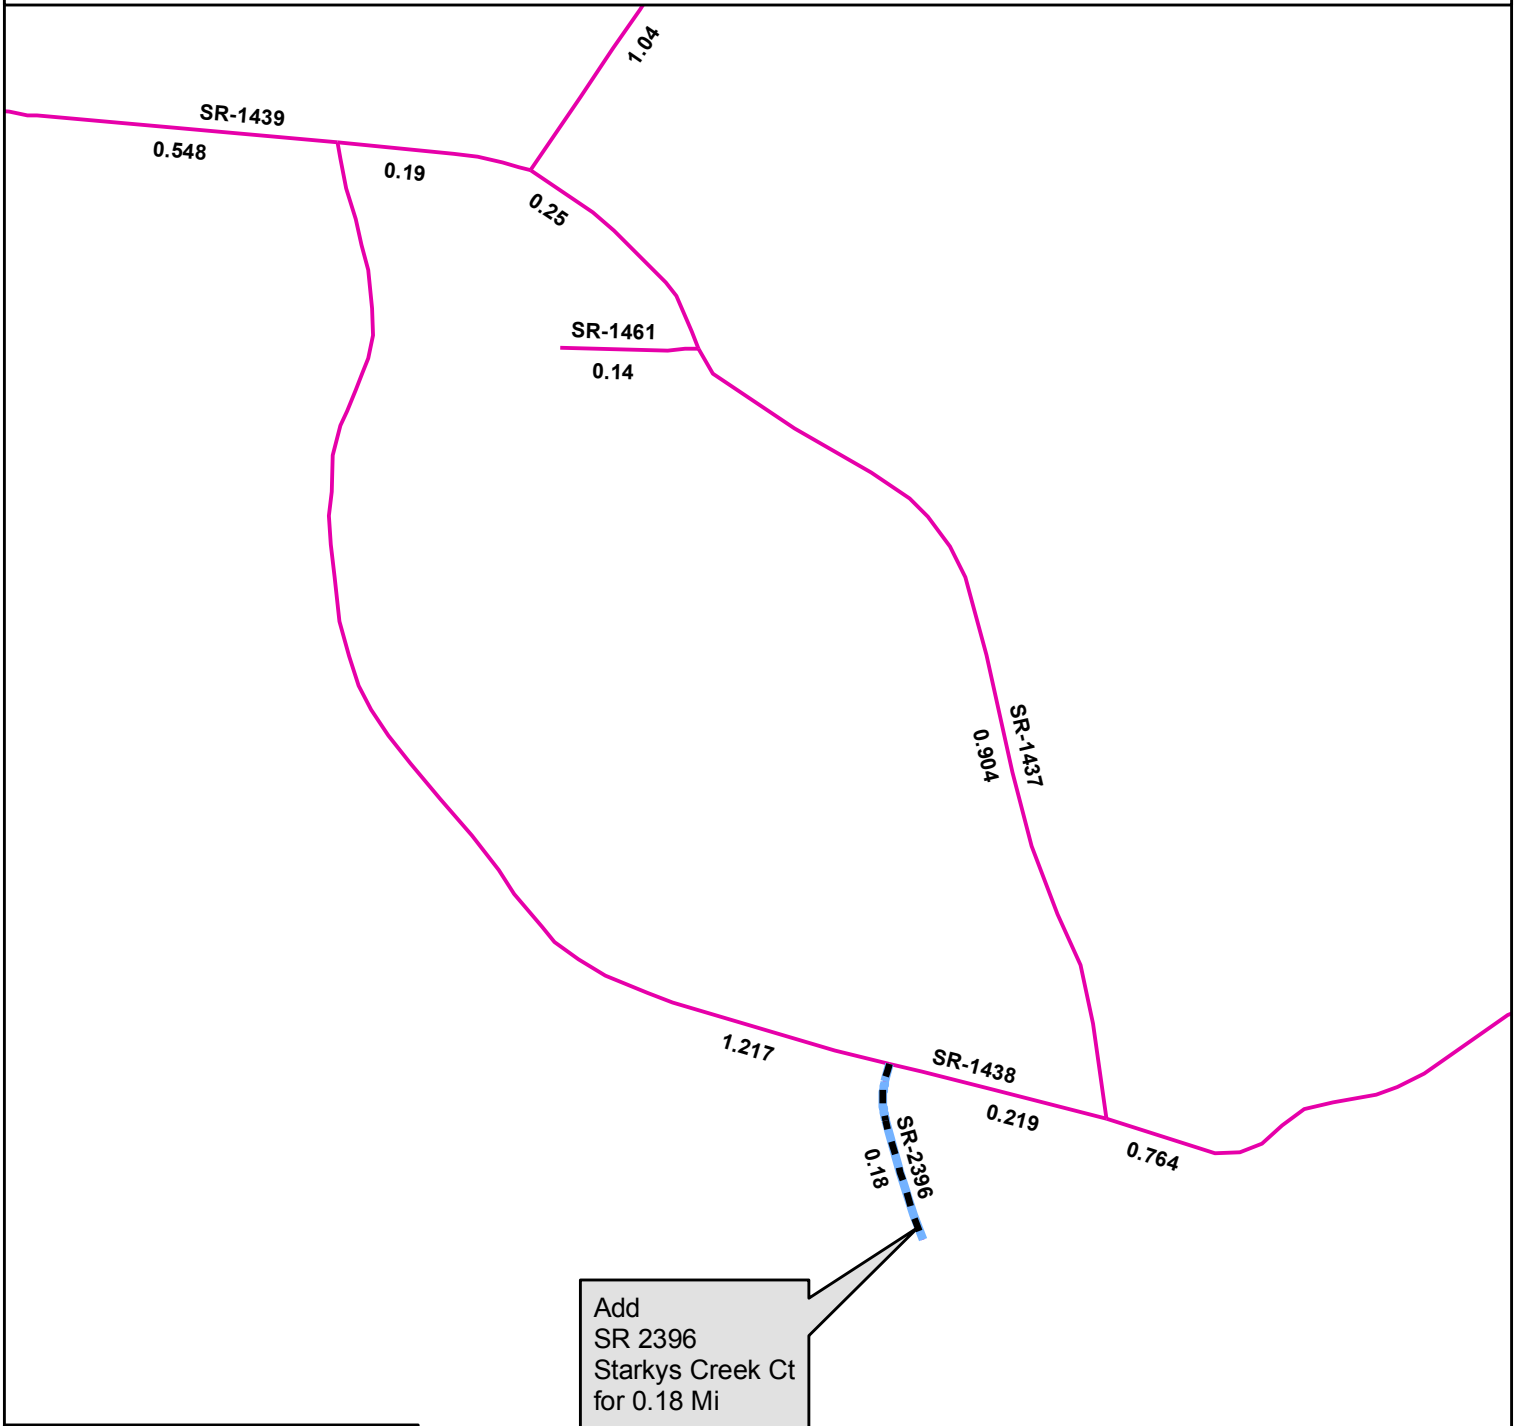 1.04
SR-1439
0.548
0.19
0.25
SR-1461
0.14
SR-1437
0.904
1.217
SR-1438
0.219
0.764
SR-2396
0.18
Add
SR 2396
Starkys Creek Ct
for 0.18 Mi